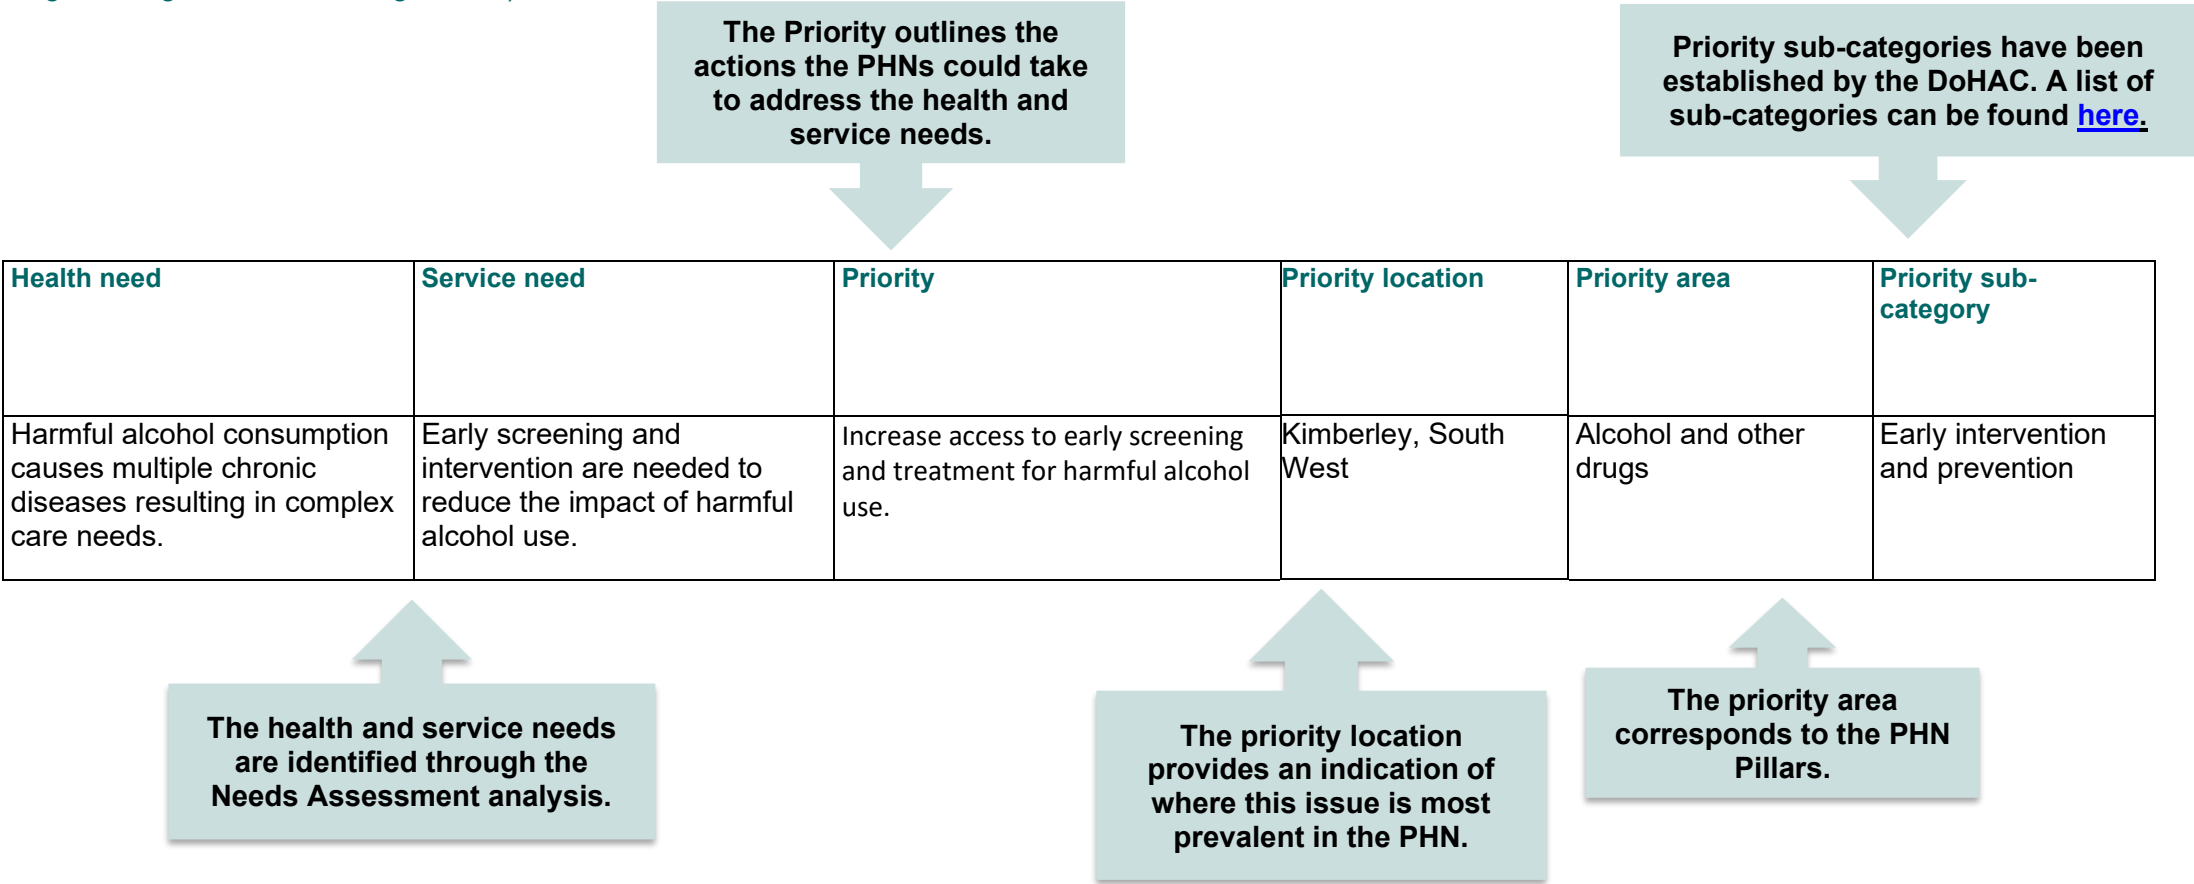 The Priority outlines the
actions the PHNs could take
to address the health and
service needs.
Priority sub-categories have been
established by the DoHAC. A list of
sub-categories can be found here.
Health need
Service need
Priority
Priority location
Priority area
Priority sub-
category
Harmful alcohol consumption
causes multiple chronic
diseases resulting in complex
care needs.
Early screening and
intervention are needed to
reduce the impact of harmful
alcohol use.
Increase access to early screening
and treatment for harmful alcohol
use.
Kimberley, South
West
Alcohol and other
drugs
Early intervention
and prevention
The health and service needs
are identified through the
Needs Assessment analysis.
The priority location
provides an indication of
where this issue is most
prevalent in the PHN.
The priority area
corresponds to the PHN
Pillars.